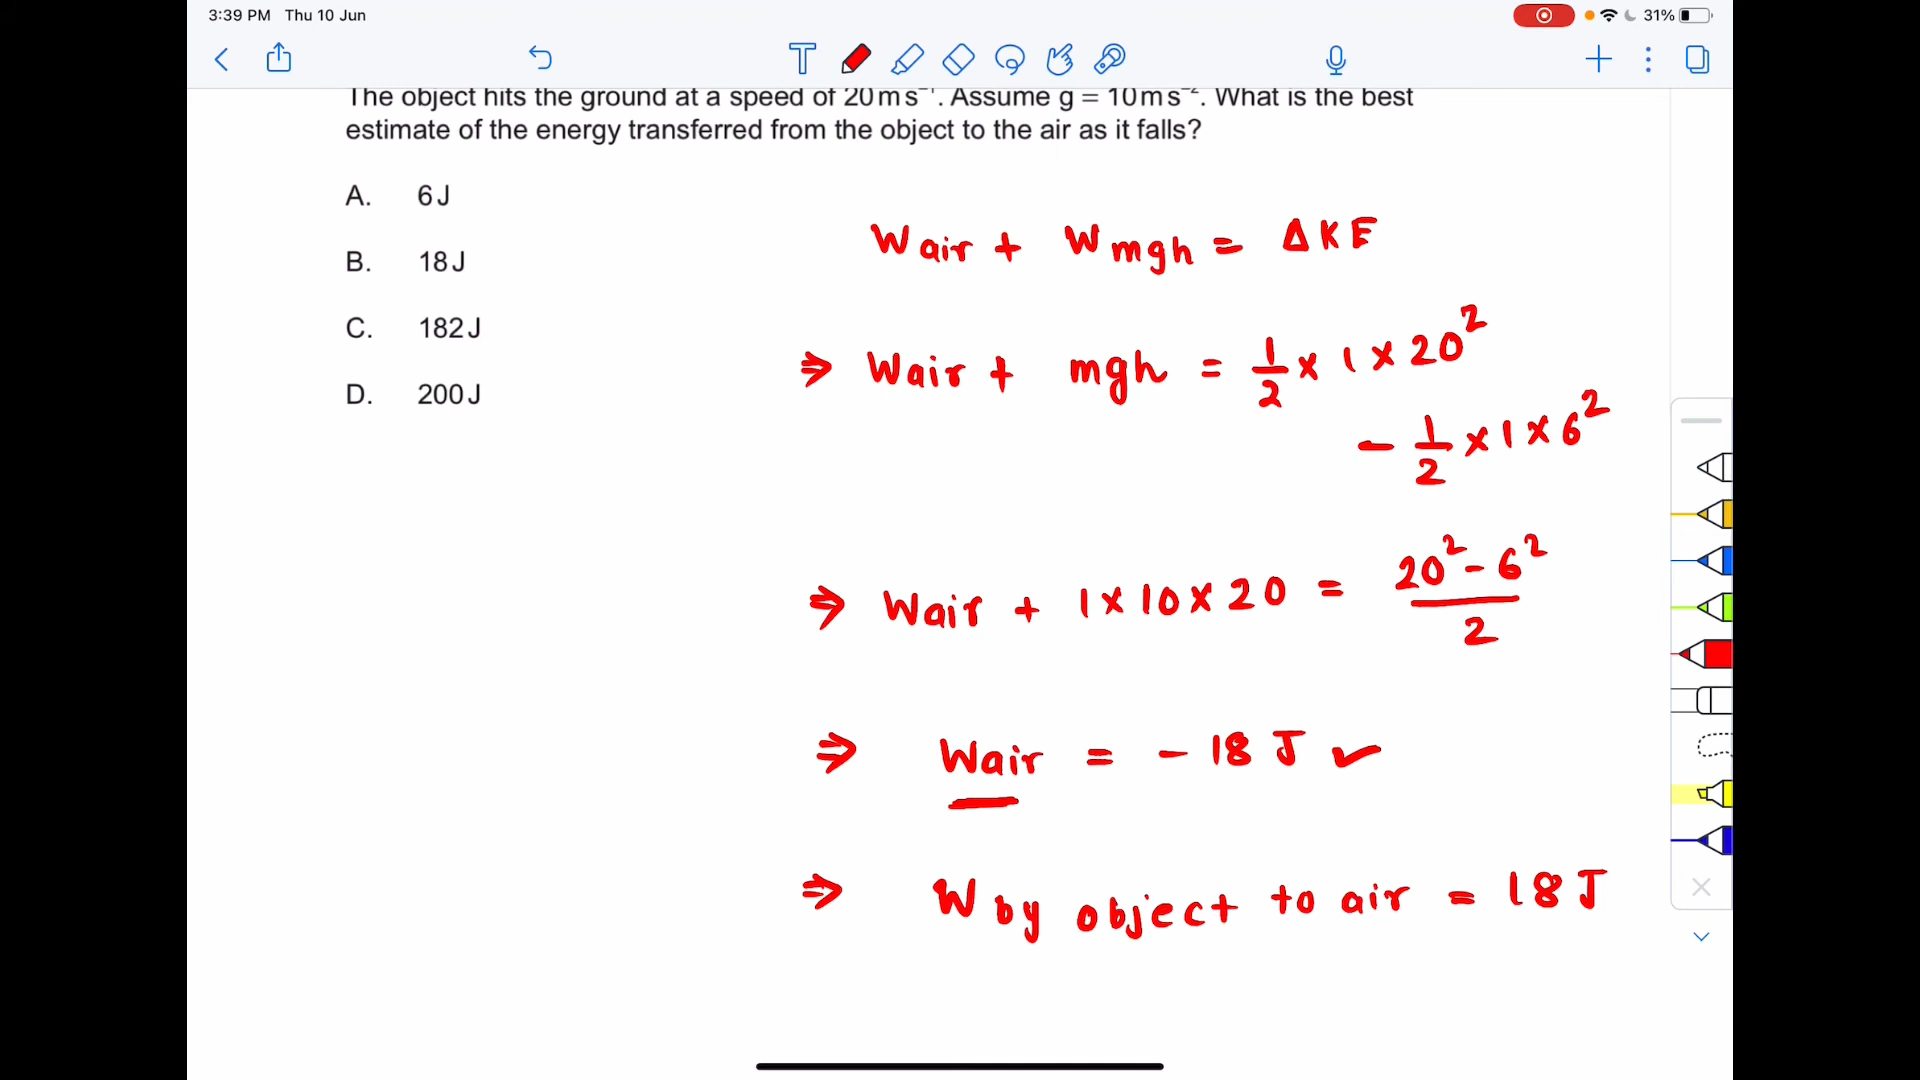 3:39 PM Thu 10 Jun
31%
The object hits the ground at a speed of 20 m s⁻¹. Assume g = 10 m s⁻². What is the best
estimate of the energy transferred from the object to the air as it falls?
A. 6 J
B. 18 J
C. 182 J
D. 200 J
Wair + Wmgh = ΔKE
⇒ Wair + mgh = 1/2 × 1 × 20²
- 1/2 × 1 × 6²
⇒ Wair + 1 × 10 × 20 = (20² - 6²)/2
⇒ Wair = - 18 J ✓
⇒ W by object to air = 18 J